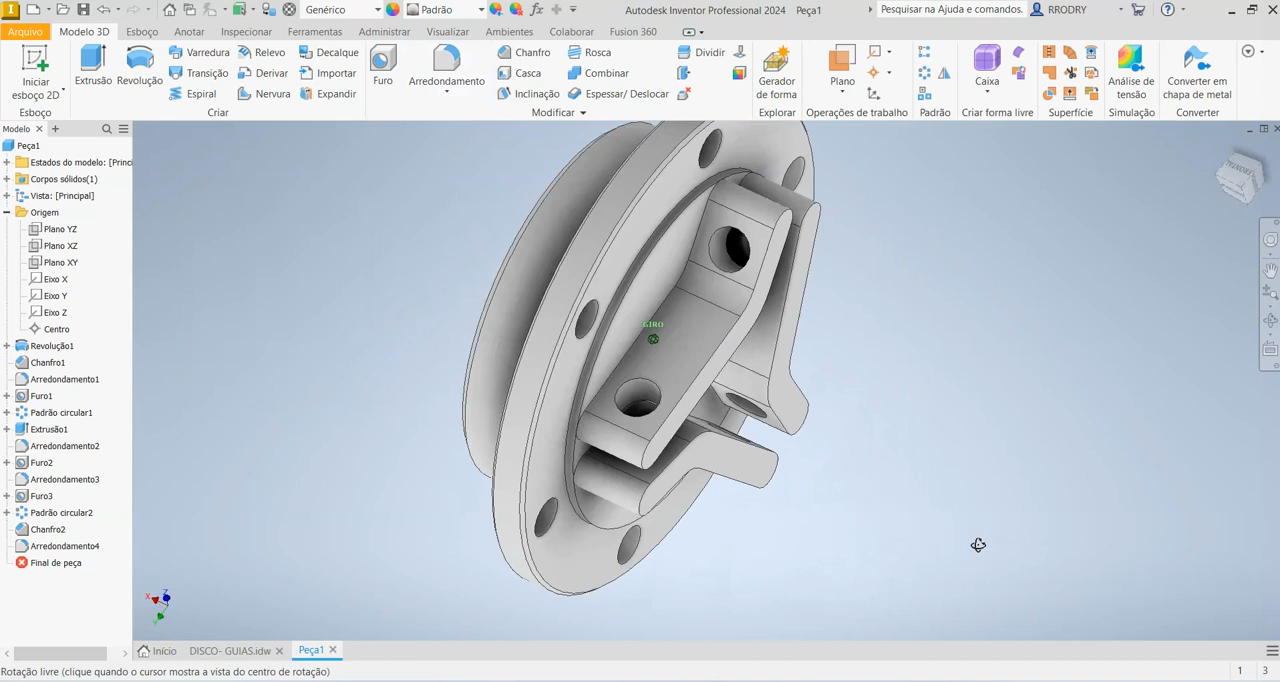 Genérico
Padrão
Autodesk Inventor Professional 2024 Peça1
Pesquisar na Ajuda e comandos.
RRODRY
Arquivo Modelo 3D Esboço Anotar Inspecionar Ferramentas Administrar Visualizar Ambientes Colaborar Fusion 360
Iniciar
esboço 2D
Esboço
Extrusão
Revolução
Varredura
Transição
Espiral
Relevo
Derivar
Nervura
Decalque
Importar
Expandir
Criar
Furo
Arredondamento
Chanfro
Casca
Inclinação
Rosca
Combinar
Espessar/ Deslocar
Dividir
Modificar
Gerador
de forma
Explorar
Plano
Operações de trabalho
Padrão
Caixa
Criar forma livre
Superfície
Análise de
tensão
Simulação
Converter em
chapa de metal
Converter
Modelo
Peça1
Estados do modelo: [Princi
Corpos sólidos(1)
Vista: [Principal]
Origem
Plano YZ
Plano XZ
Plano XY
Eixo X
Eixo Y
Eixo Z
Centro
Revolução1
Chanfro1
Arredondamento1
Furo1
Padrão circular1
Extrusão1
Arredondamento2
Furo2
Arredondamento3
Furo3
Padrão circular2
Chanfro2
Arredondamento4
Final de peça
GIRO
X
Z
Y
Início
DISCO- GUIAS.idw
Peça1
Rotação livre (clique quando o cursor mostra a vista do centro de rotação)
1 3